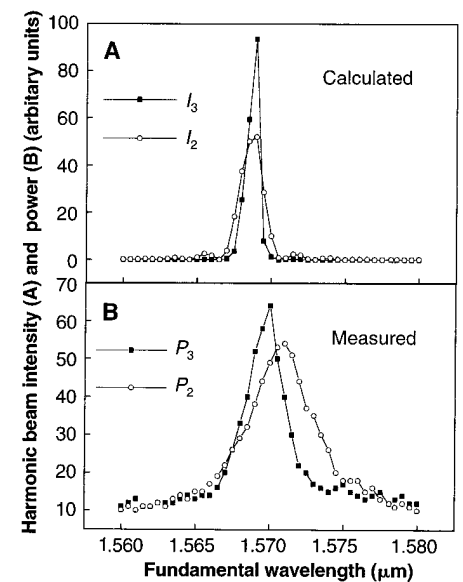 Harmonic beam intensity (A) and power (B) (arbitary units)
100
80
60
40
20
0
A
Calculated
I3
I2
70
60
50
40
30
20
10
B
Measured
P3
P2
1.560 1.565 1.570 1.575 1.580
Fundamental wavelength (μm)